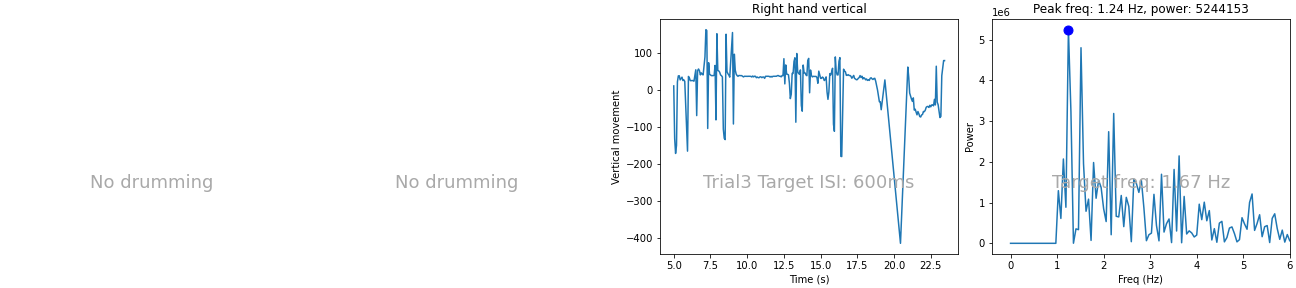 No drumming
No drumming
Right hand vertical
Vertical movement
100
0
−100
−200
−300
−400
Trial3 Target ISI: 600ms
5.0 7.5 10.0 12.5 15.0 17.5 20.0 22.5
Time (s)
Peak freq: 1.24 Hz, power: 5244153
1e6
Power
5
4
3
2
1
0
Target freq: 1.67 Hz
0 1 2 3 4 5 6
Freq (Hz)